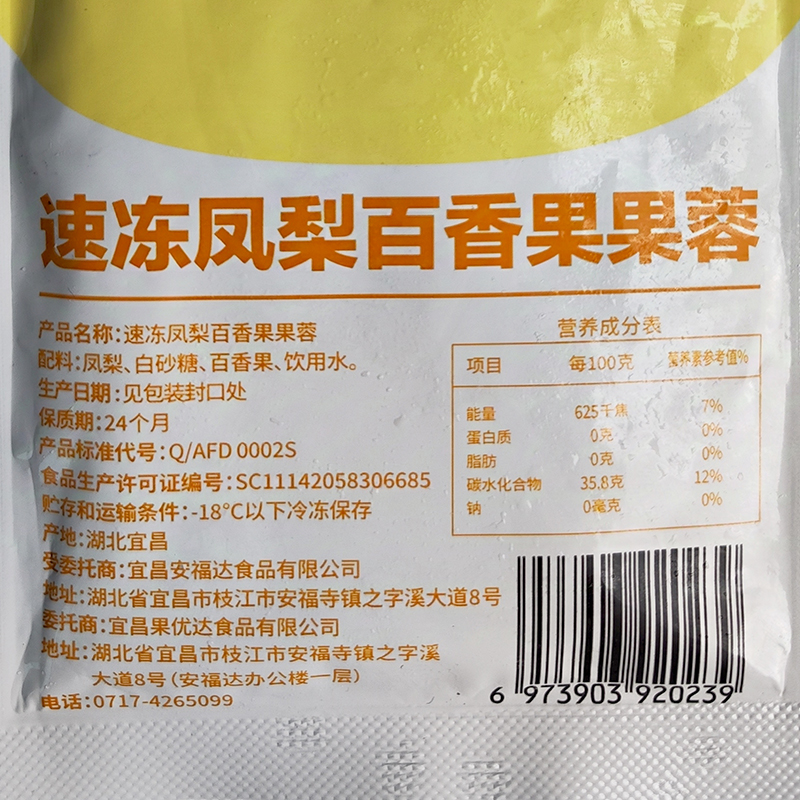 速冻凤梨百香果果蓉
产品名称:速冻凤梨百香果果蓉
配料:凤梨、白砂糖、百香果、饮用水。
生产日期:见包装封口处
保质期:24个月
产品标准代号:Q/AFD 0002S
食品生产许可证编号:SC11142058306685
贮存和运输条件:-18℃以下冷冻保存
产地:湖北宜昌
受委托商:宜昌安福达食品有限公司
地址:湖北省宜昌市枝江市安福寺镇之字溪大道8号
委托商:宜昌果优达食品有限公司
地址:湖北省宜昌市枝江市安福寺镇之字溪
大道8号(安福达办公楼一层)
电话:0717-4265099
营养成分表
项目 每100克 营养素参考值%
能量 625千焦 7%
蛋白质 0克 0%
脂肪 0克 0%
碳水化合物 35.8克 12%
钠 0毫克 0%
6 973903 920239